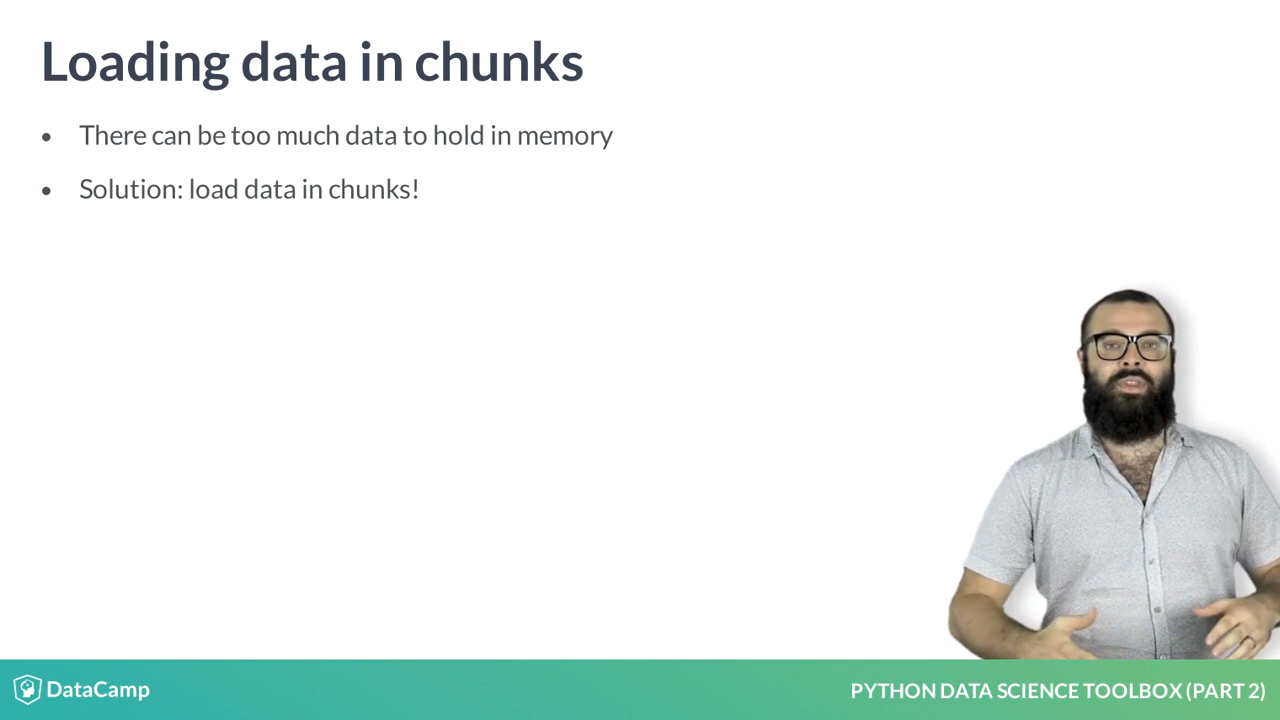 Loading data in chunks
• There can be too much data to hold in memory
• Solution: load data in chunks!
DataCamp
PYTHON DATA SCIENCE TOOLBOX (PART 2)